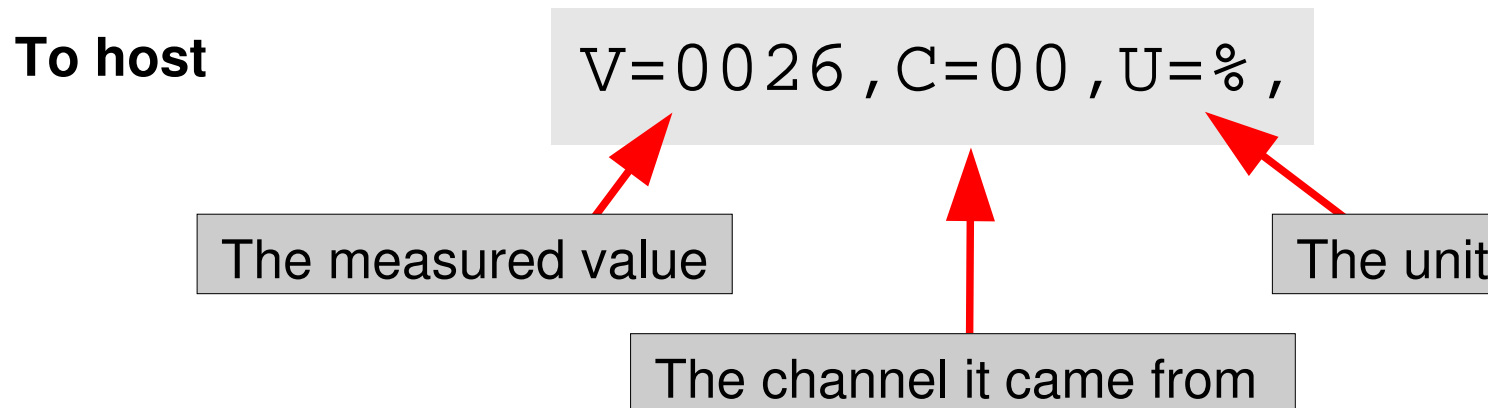 To host
V=0026,C=00,U=%,
The measured value
The unit
The channel it came from